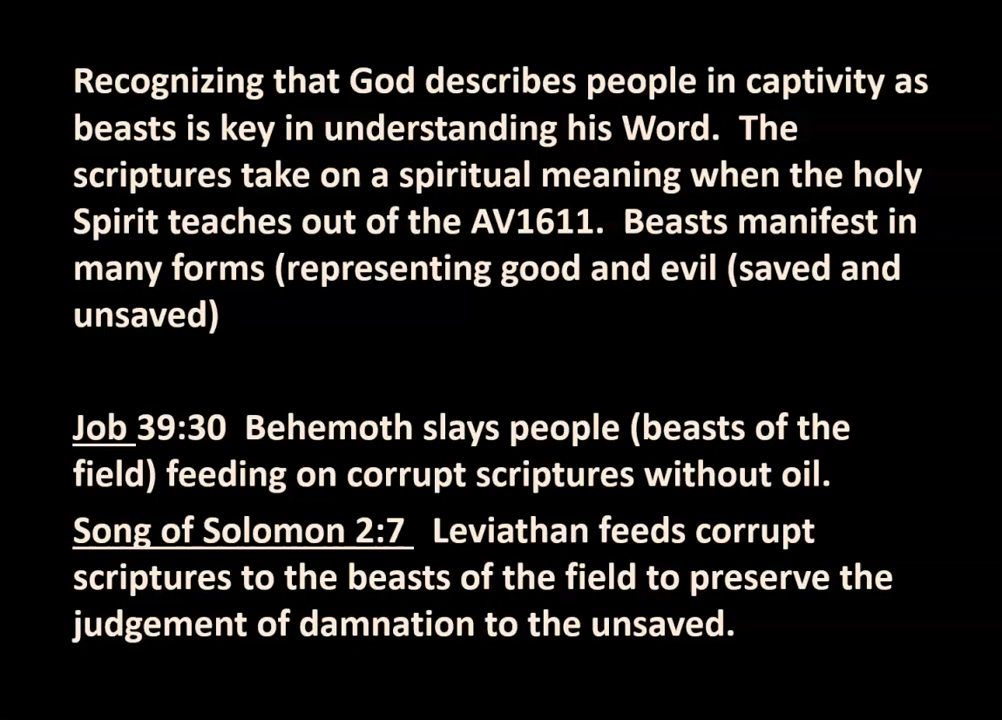 Recognizing that God describes people in captivity as
beasts is key in understanding his Word.  The
scriptures take on a spiritual meaning when the holy
Spirit teaches out of the AV1611.  Beasts manifest in
many forms (representing good and evil (saved and
unsaved)
Job 39:30  Behemoth slays people (beasts of the
field) feeding on corrupt scriptures without oil.
Song of Solomon 2:7  Leviathan feeds corrupt
scriptures to the beasts of the field to preserve the
judgement of damnation to the unsaved.